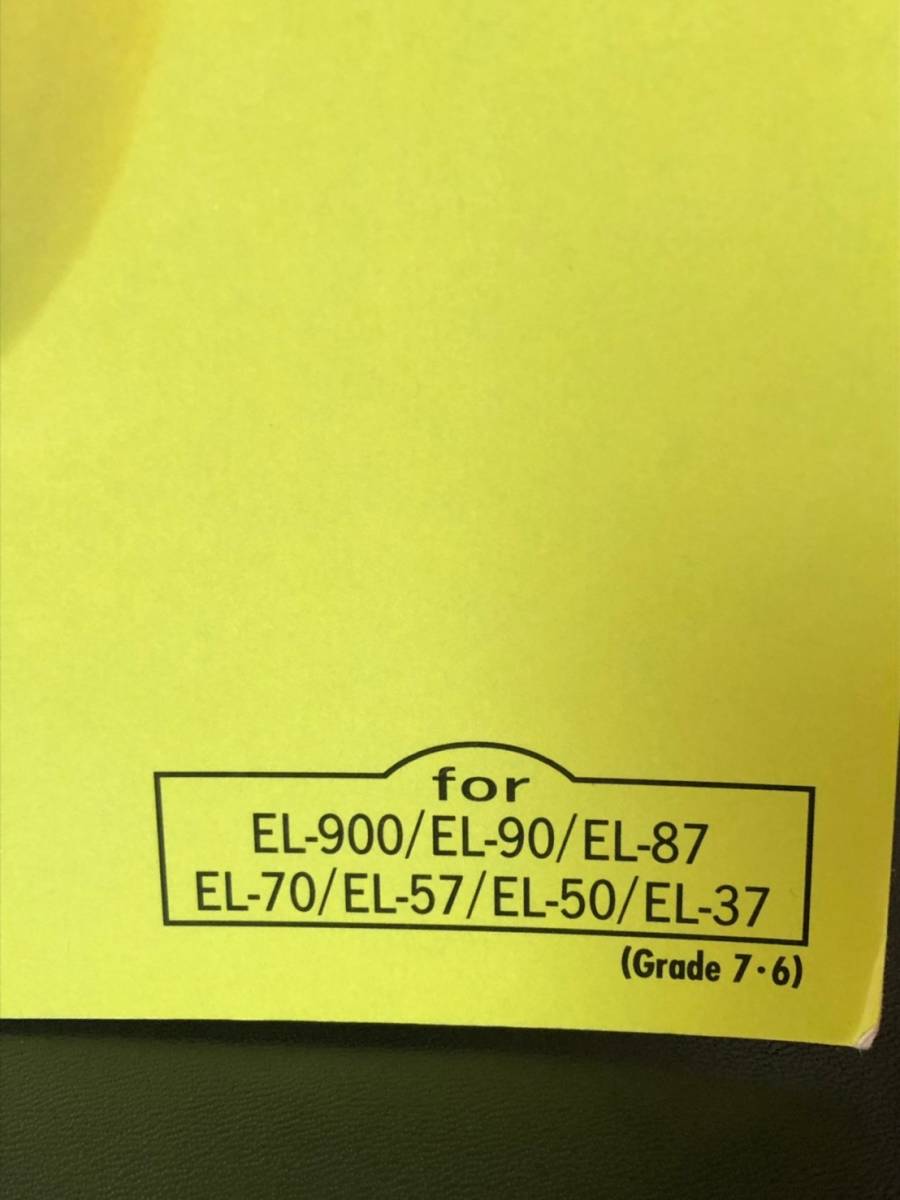 for
EL-900/EL-90/EL-87
EL-70/EL-57/EL-50/EL-37
(Grade 7・6)